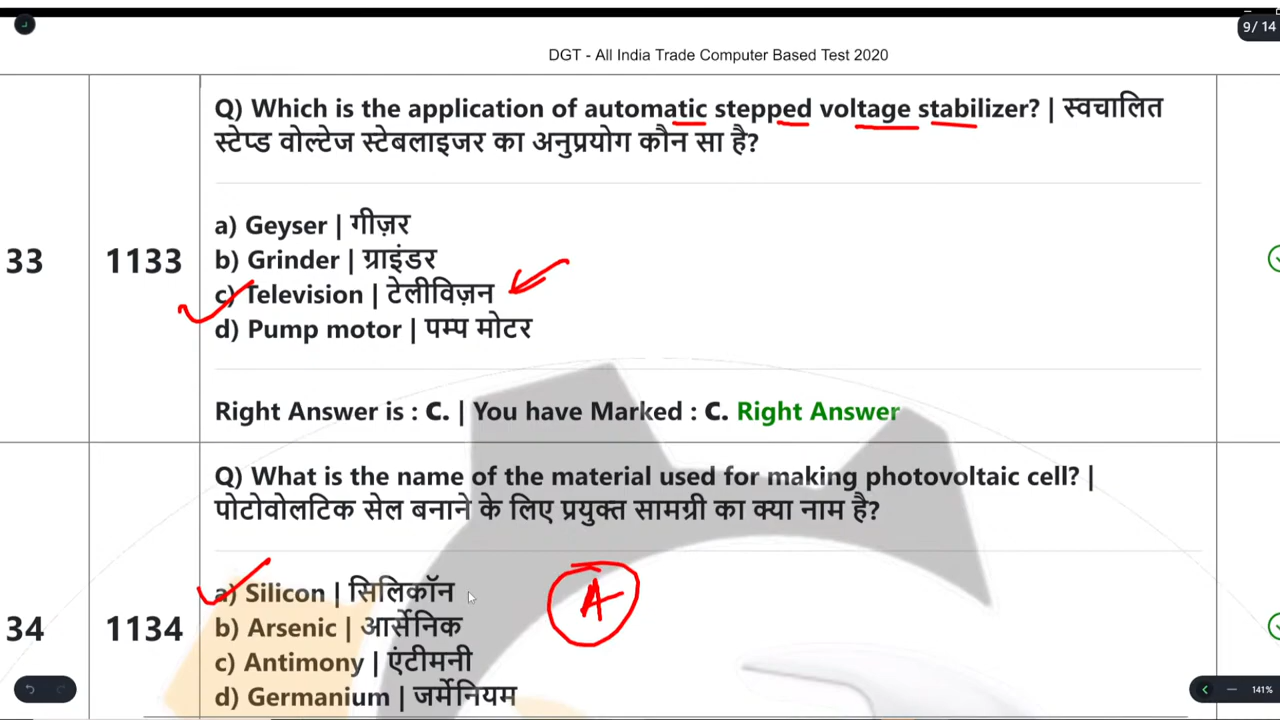 9/ 14
DGT - All India Trade Computer Based Test 2020
Q) Which is the application of automatic stepped voltage stabilizer? | स्वचालित
स्टेप्ड वोल्टेज स्टेबलाइजर का अनुप्रयोग कौन सा है?
33
1133
a) Geyser | गीज़र
b) Grinder | ग्राइंडर
c) Television | टेलीविज़न
d) Pump motor | पम्प मोटर
Right Answer is : C. | You have Marked : C. Right Answer
Q) What is the name of the material used for making photovoltaic cell? |
पोटोवोलटिक सेल बनाने के लिए प्रयुक्त सामग्री का क्या नाम है?
34
1134
a) Silicon | सिलिकॉन
A
b) Arsenic | आर्सेनिक
c) Antimony | एंटीमनी
d) Germanium | जर्मेनियम
141%